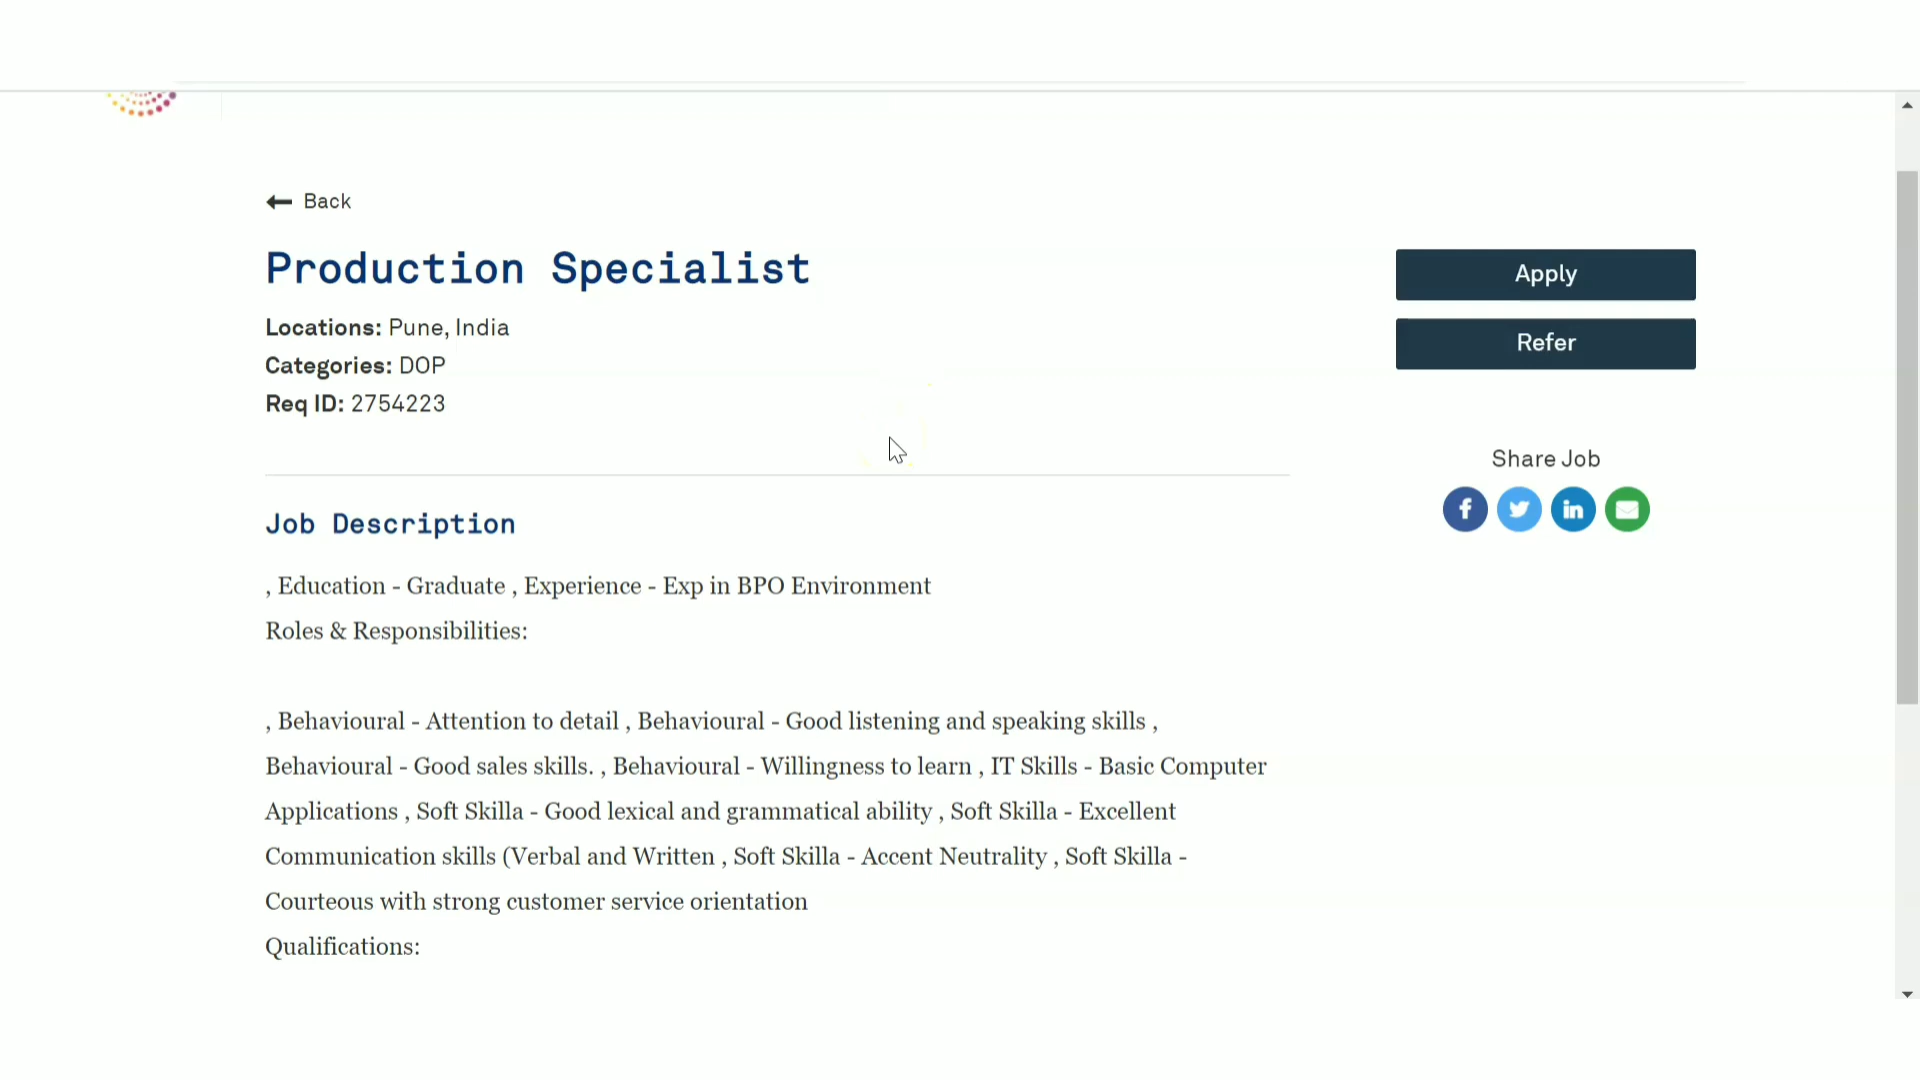 Back
Production Specialist
Apply
Locations: Pune, India
Refer
Categories: DOP
Req ID: 2754223
Share Job
Job Description
, Education - Graduate , Experience - Exp in BPO Environment
Roles & Responsibilities:
, Behavioural - Attention to detail , Behavioural - Good listening and speaking skills ,
Behavioural - Good sales skills. , Behavioural - Willingness to learn , IT Skills - Basic Computer
Applications , Soft Skilla - Good lexical and grammatical ability , Soft Skilla - Excellent
Communication skills (Verbal and Written , Soft Skilla - Accent Neutrality , Soft Skilla -
Courteous with strong customer service orientation
Qualifications: